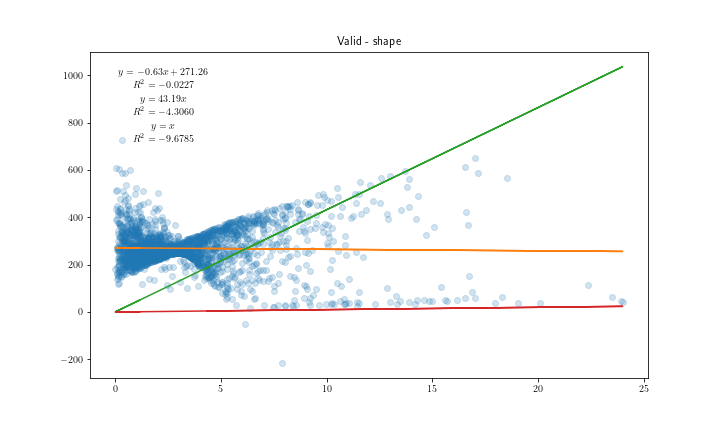 Valid - shape
y = −0.63x + 271.26
R² = −0.0227
y = 43.19x
R² = −4.3060
y = x
R² = −9.6785
1000
800
600
400
200
0
−200
0 5 10 15 20 25